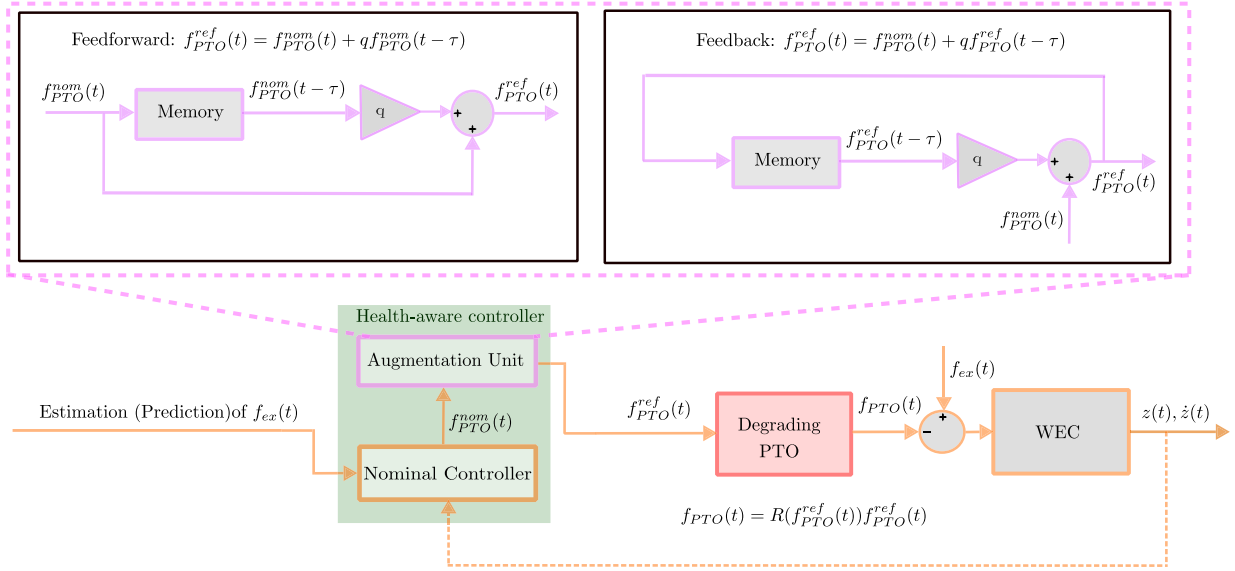 Feedforward: $f_{PTO}^{ref}(t) = f_{PTO}^{nom}(t) + q f_{PTO}^{nom}(t-\tau)$
$f_{PTO}^{nom}(t)$
Memory
$f_{PTO}^{nom}(t-\tau)$
q
+
+
$f_{PTO}^{ref}(t)$
Feedback: $f_{PTO}^{ref}(t) = f_{PTO}^{nom}(t) + q f_{PTO}^{ref}(t-\tau)$
Memory
$f_{PTO}^{ref}(t-\tau)$
q
+
+
$f_{PTO}^{ref}(t)$
$f_{PTO}^{nom}(t)$
Health-aware controller
Augmentation Unit
$f_{PTO}^{nom}(t)$
Nominal Controller
Estimation (Prediction)of $f_{ex}(t)$
$f_{PTO}^{ref}(t)$
Degrading
PTO
$f_{PTO}(t)$
$f_{ex}(t)$
+
−
WEC
$z(t), \dot{z}(t)$
$f_{PTO}(t) = R(f_{PTO}^{ref}(t)) f_{PTO}^{ref}(t)$